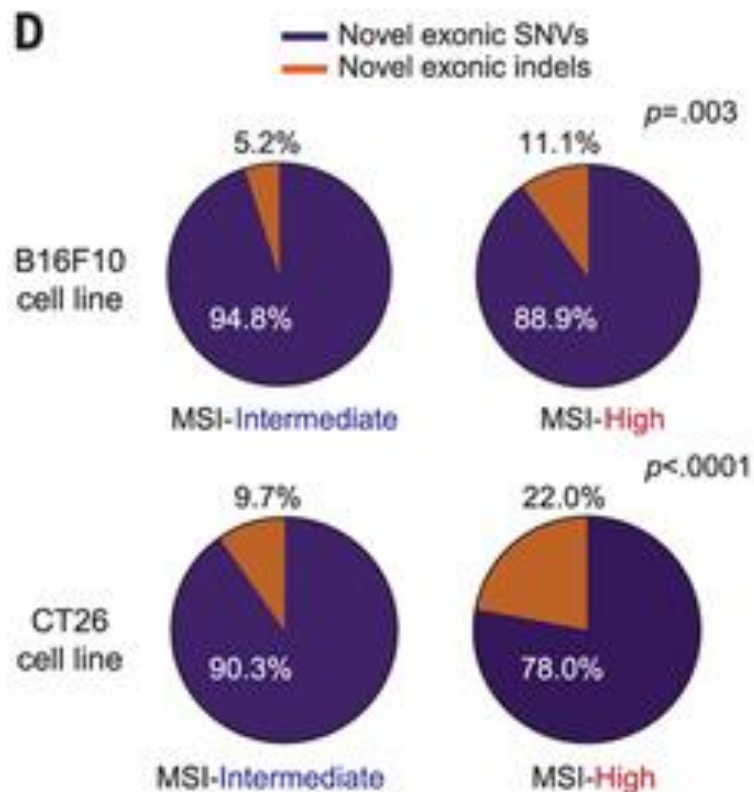 D
Novel exonic SNVs
Novel exonic indels
p=.003
5.2%
11.1%
B16F10
cell line
94.8%
88.9%
MSI-Intermediate
MSI-High
p<.0001
9.7%
22.0%
CT26
cell line
90.3%
78.0%
MSI-Intermediate
MSI-High